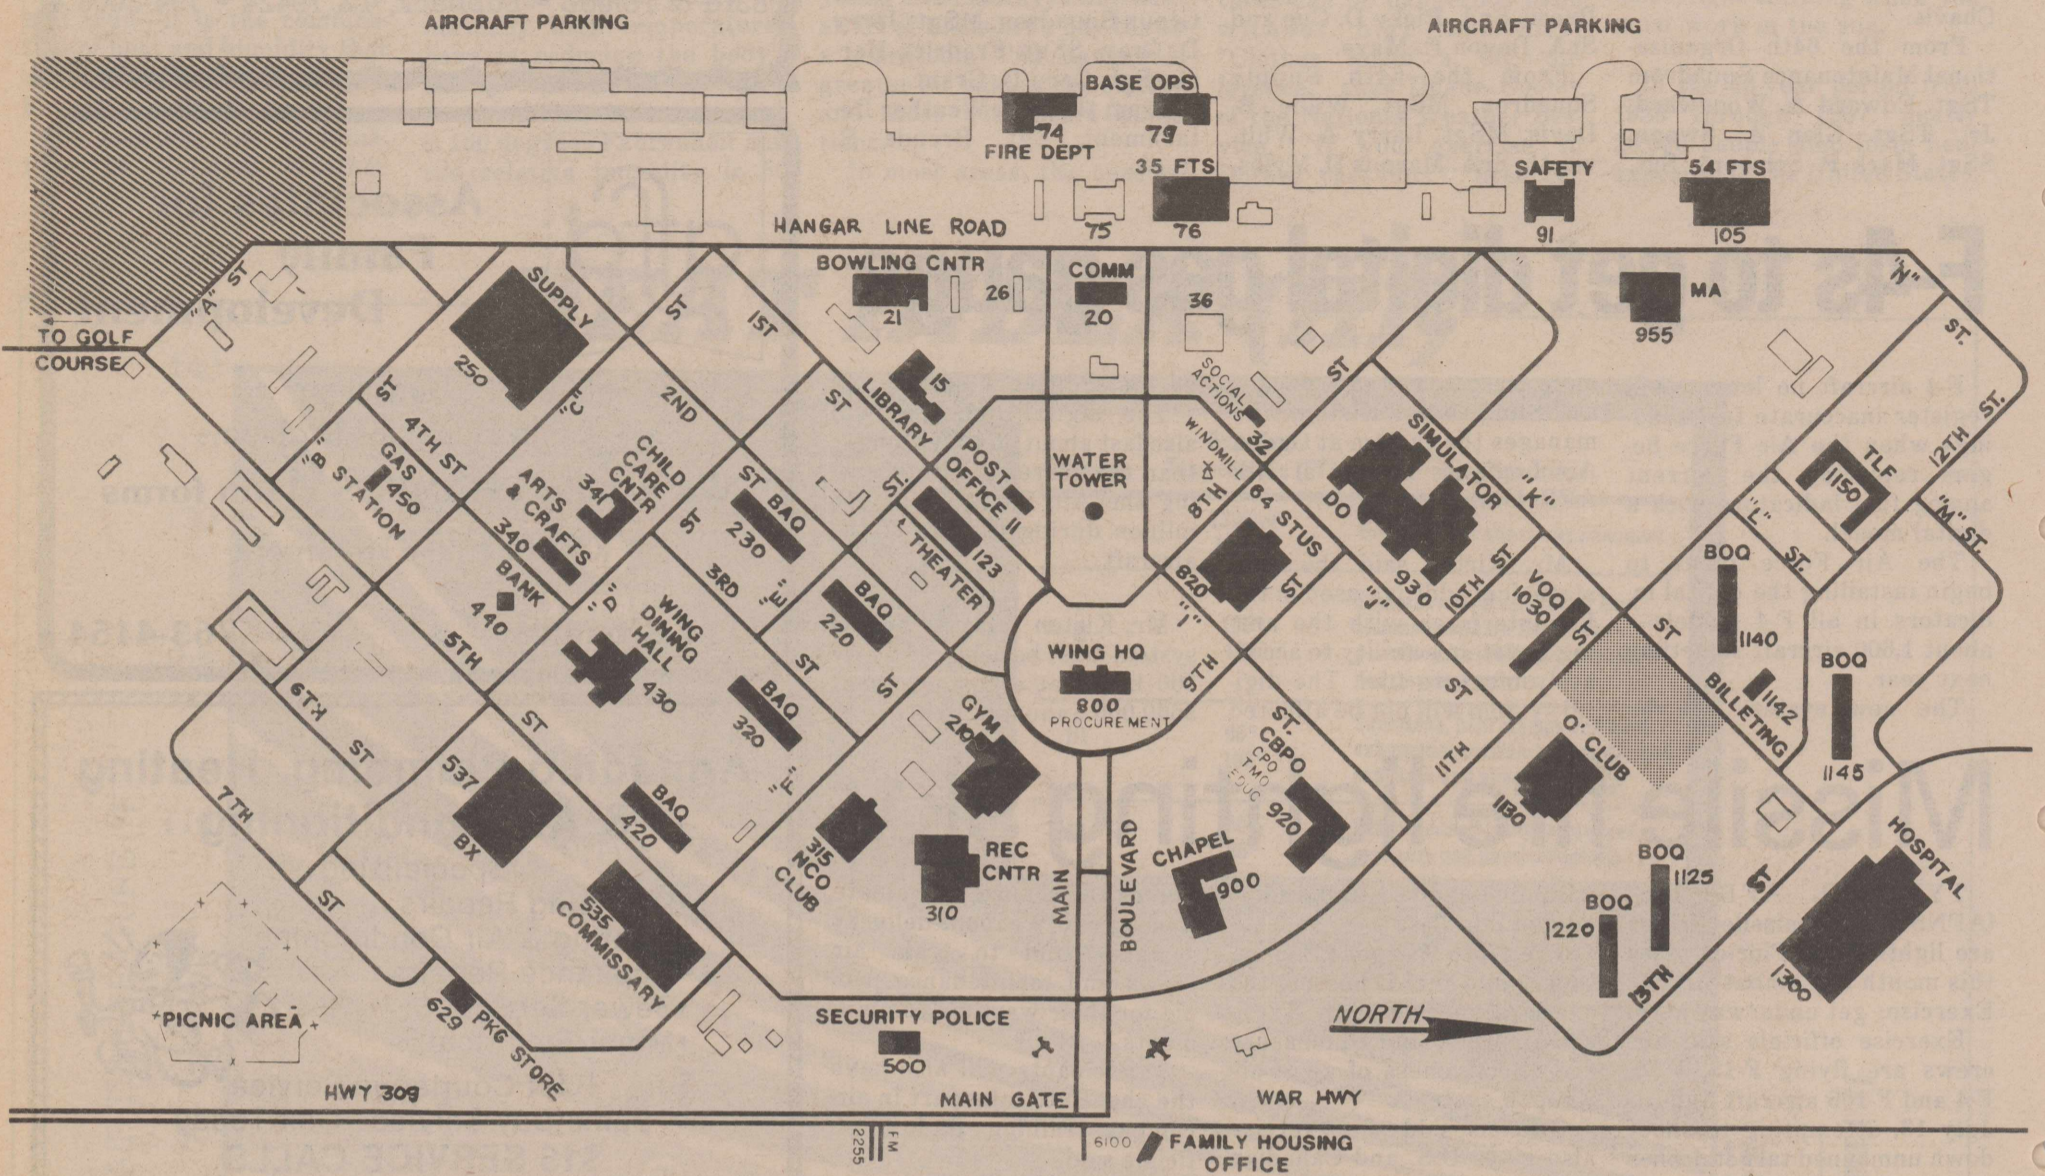 AIRCRAFT PARKING
AIRCRAFT PARKING
BASE OPS
74
79
FIRE DEPT
35 FTS
SAFETY
54 FTS
HANGAR LINE ROAD
75
76
91
105
"A" ST
TO GOLF
COURSE
SUPPLY
250
ST
1ST
ST
BOWLING CNTR
21
26
COMM
20
36
MA
955
"H"
ST.
15
LIBRARY
SOCIAL
ACTIONS
32
ST
ST
4TH ST
"C"
2ND
"B"
GAS
STATION
450
ARTS
& CRAFTS
340
341
CHILD
CARE
CNTR
ST
BAQ
230
ST
ST.
POST
OFFICE 11
WATER
TOWER
WINDMILL
8TH
64 STUS
820
ST
SIMULATOR
DO
930
"K"
TLF
1150
12TH ST.
"M" ST.
"L"
ST.
THEATER
123
BANK
440
"D"
WING
DINING
HALL
430
3RD
"E"
BAQ
220
ST
ST
"I"
"J"
10TH ST
VOQ
1030
ST
ST
BOQ
1140
BOQ
1145
1142
BILLETING
WING HQ
800
PROCUREMENT
9TH
ST.
5TH
ST
6TH
ST
BAQ
320
"F"
GYM
210
11TH
ST
O' CLUB
1130
7TH
ST
537
BX
BAQ
420
315
NCO
CLUB
REC
CNTR
310
MAIN
BOULEVARD
CHAPEL
900
CBPO
CPO
TMO
EDUC
920
BOQ
1125
BOQ
1220
13TH
ST
HOSPITAL
1300
535
COMMISSARY
PICNIC AREA
629
PKG STORE
SECURITY POLICE
500
NORTH
HWY 309
MAIN GATE
WAR HWY
FM
2255
6100
FAMILY HOUSING
OFFICE